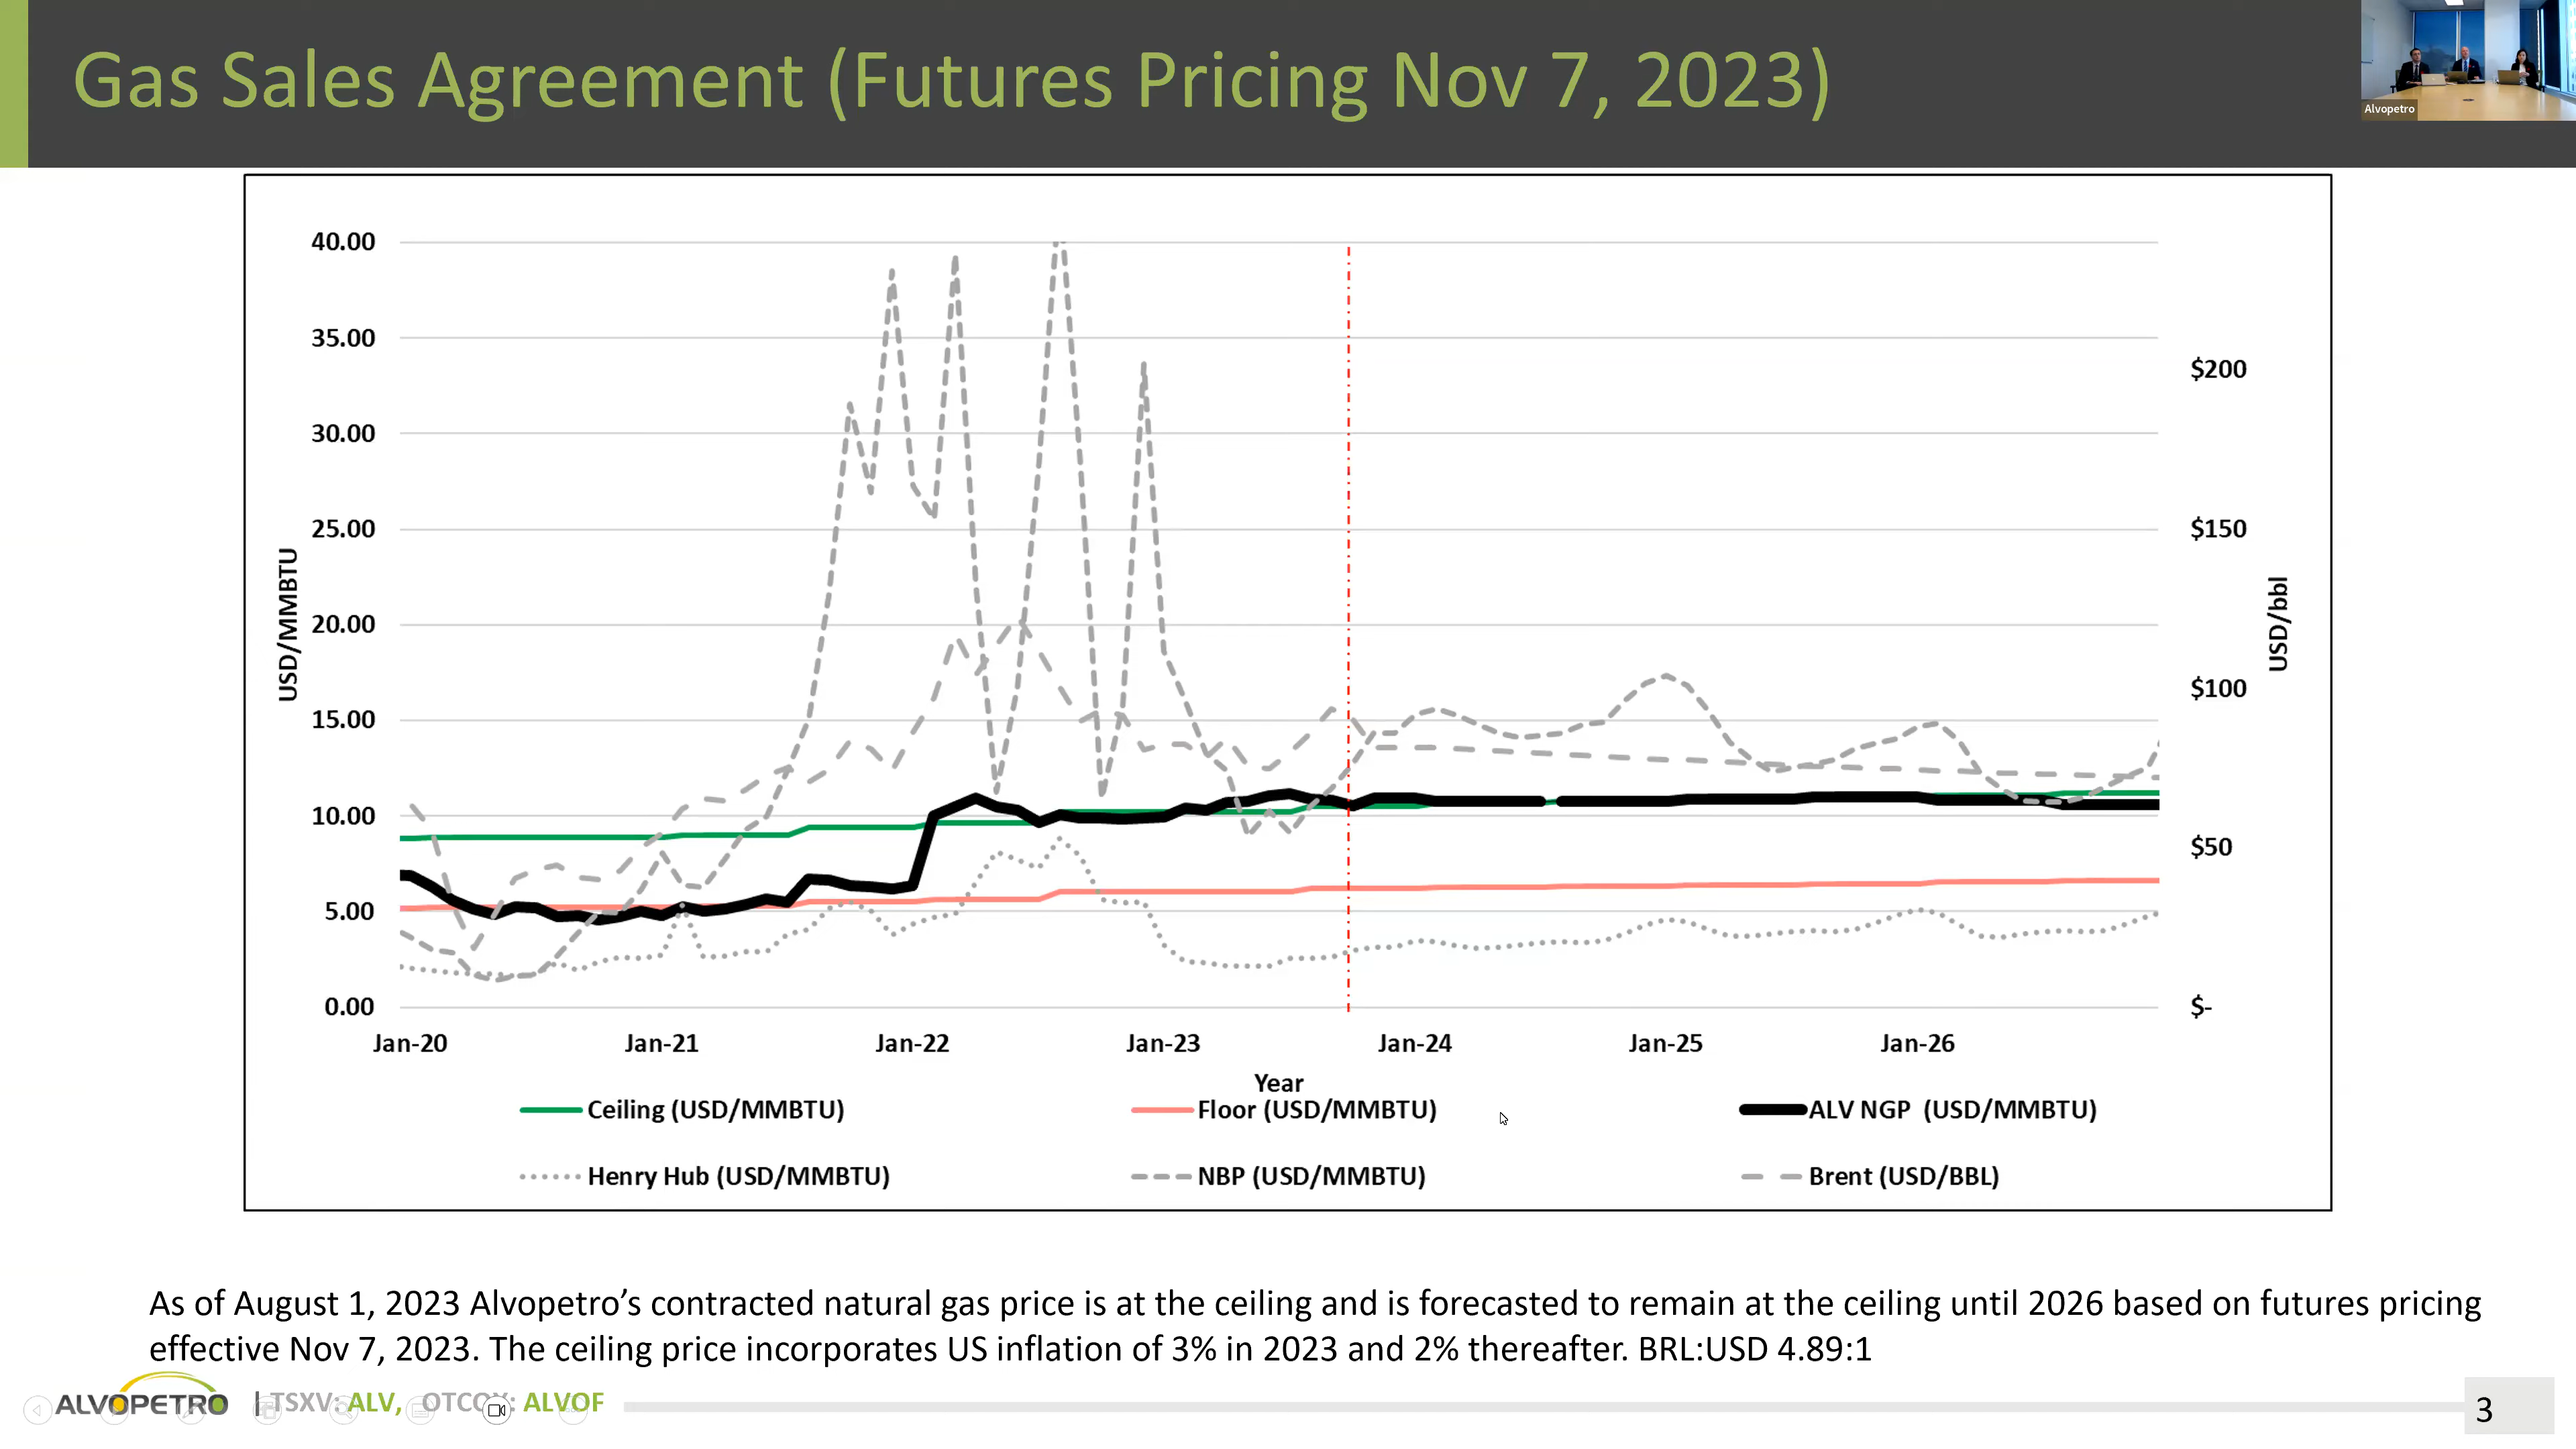 Gas Sales Agreement (Futures Pricing Nov 7, 2023)
Alvopetro
40.00
35.00
30.00
25.00
20.00
15.00
10.00
5.00
0.00
USD/MMBTU
$200
$150
$100
$50
$-
USD/bbl
Jan-20 Jan-21 Jan-22 Jan-23 Jan-24 Jan-25 Jan-26
Year
Ceiling (USD/MMBTU) Floor (USD/MMBTU) ALV NGP (USD/MMBTU)
Henry Hub (USD/MMBTU) NBP (USD/MMBTU) Brent (USD/BBL)
As of August 1, 2023 Alvopetro’s contracted natural gas price is at the ceiling and is forecasted to remain at the ceiling until 2026 based on futures pricing
effective Nov 7, 2023. The ceiling price incorporates US inflation of 3% in 2023 and 2% thereafter. BRL:USD 4.89:1
ALVOPETRO | TSXV: ALV, OTCQX: ALVOF
3